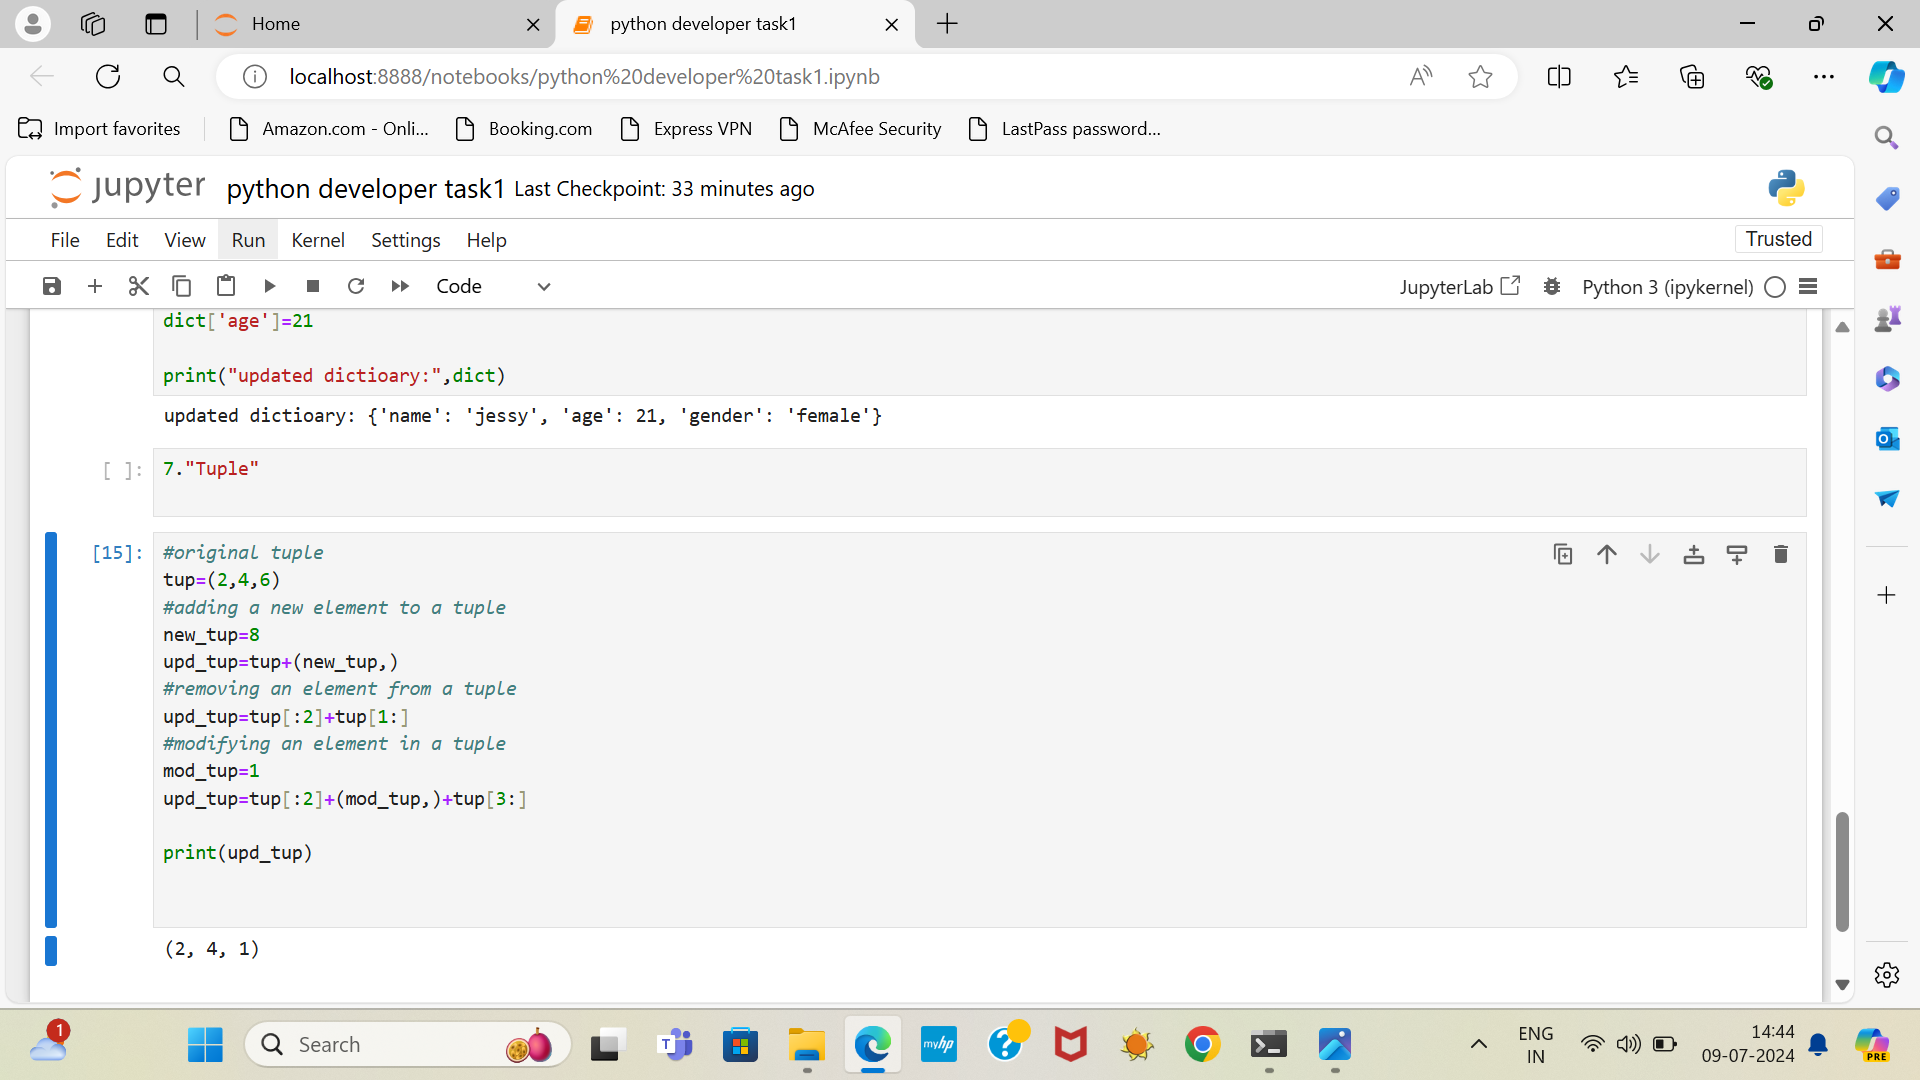 Home
python developer task1
localhost:8888/notebooks/python%20developer%20task1.ipynb
Import favorites
Amazon.com - Onli...
Booking.com
Express VPN
McAfee Security
LastPass password...
jupyter python developer task1 Last Checkpoint: 33 minutes ago
File Edit View Run Kernel Settings Help
Trusted
Code
JupyterLab
Python 3 (ipykernel)
dict['age']=21
print("updated dictioary:",dict)
updated dictioary: {'name': 'jessy', 'age': 21, 'gender': 'female'}
[ ]: 7."Tuple"
[15]: #original tuple
tup=(2,4,6)
#adding a new element to a tuple
new_tup=8
upd_tup=tup+(new_tup,)
#removing an element from a tuple
upd_tup=tup[:2]+tup[1:]
#modifying an element in a tuple
mod_tup=1
upd_tup=tup[:2]+(mod_tup,)+tup[3:]
print(upd_tup)
(2, 4, 1)
1
Search
T
myhp
ENG
IN
14:44
09-07-2024
PRE